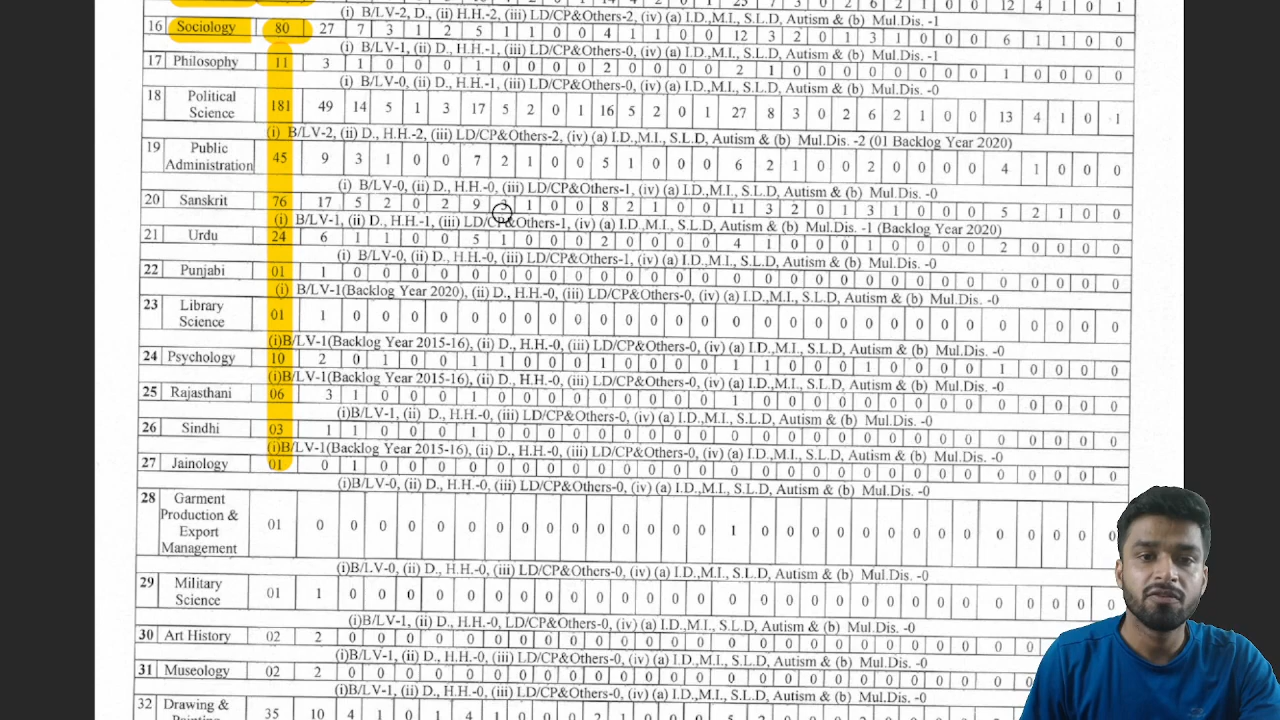 (i) B/LV-2, D., (ii) H.H.-2, (iii) LD/CP&Others-2, (iv) (a) I.D.,M.I., S.L.D, Autism & (b) Mul.Dis. -1
16 Sociology 80 27 7 3 1 2 5 1 1 0 0 4 1 1 0 0 12 3 2 0 1 3 1 0 0 6 1 1 0 0
(i) B/LV-1, (ii) D., H.H.-1, (iii) LD/CP&Others-0, (iv) (a) I.D.,M.I., S.L.D, Autism & (b) Mul.Dis. -1
17 Philosophy 11 3 1 0 0 0 1 0 0 0 0 2 0 0 0 0 2 1 0 0 0 0 0 0 0 1 0 0 0 0
(i) B/LV-0, (ii) D., H.H.-1, (iii) LD/CP&Others-0, (iv) (a) I.D.,M.I., S.L.D, Autism & (b) Mul.Dis. -0
18 Political Science 181 49 14 5 1 3 17 5 2 0 1 16 5 2 0 1 27 8 3 0 2 6 2 1 0 0 13 4 1 0 1
(i) B/LV-2, (ii) D., H.H.-2, (iii) LD/CP&Others-2, (iv) (a) I.D.,M.I., S.L.D, Autism & (b) Mul.Dis. -2 (01 Backlog Year 2020)
19 Public Administration 45 9 3 1 0 0 7 2 1 0 0 5 1 0 0 0 6 2 1 0 0 2 0 0 0 0 4 1 0 0 0
(i) B/LV-0, (ii) D., H.H.-0, (iii) LD/CP&Others-1, (iv) (a) I.D.,M.I., S.L.D, Autism & (b) Mul.Dis. -0
20 Sanskrit 76 17 5 2 0 2 9 1 0 0 8 2 1 0 0 11 3 2 0 1 3 1 0 0 5 2 1 0 0
(i) B/LV-1, (ii) D., H.H.-1, (iii) LD/CP&Others-1, (iv) (a) I.D.,M.I., S.L.D, Autism & (b) Mul.Dis. -1 (Backlog Year 2020)
21 Urdu 24 6 1 1 0 0 5 1 0 0 0 2 0 0 0 0 4 1 0 0 0 1 0 0 0 0 2 0 0 0 0
(i) B/LV-0, (ii) D., H.H.-0, (iii) LD/CP&Others-1, (iv) (a) I.D.,M.I., S.L.D, Autism & (b) Mul.Dis. -0
22 Punjabi 01 1 0 0 0 0 0 0 0 0 0 0 0 0 0 0 0 0 0 0 0 0 0 0 0 0 0 0 0 0 0
(i) B/LV-1(Backlog Year 2020), (ii) D., H.H.-0, (iii) LD/CP&Others-0, (iv) (a) I.D.,M.I., S.L.D, Autism & (b) Mul.Dis. -0
23 Library Science 01 1 0 0 0 0 0 0 0 0 0 0 0 0 0 0 0 0 0 0 0 0 0 0 0 0 0 0 0 0 0
(i)B/LV-1(Backlog Year 2015-16), (ii) D., H.H.-0, (iii) LD/CP&Others-0, (iv) (a) I.D.,M.I., S.L.D, Autism & (b) Mul.Dis. -0
24 Psychology 10 2 0 1 0 0 1 1 0 0 0 1 0 0 0 0 1 1 1 0 0 1 0 0 0 0 1 0 0 0 0
(i)B/LV-1(Backlog Year 2015-16), (ii) D., H.H.-0, (iii) LD/CP&Others-0, (iv) (a) I.D.,M.I., S.L.D, Autism & (b) Mul.Dis. -0
25 Rajasthani 06 3 1 0 0 0 1 0 0 0 0 0 0 0 0 0 1 0 0 0 0 0 0 0 0 0 0 0 0 0 0
(i)B/LV-1, (ii) D., H.H.-0, (iii) LD/CP&Others-0, (iv) (a) I.D.,M.I., S.L.D, Autism & (b) Mul.Dis. -0
26 Sindhi 03 1 1 0 0 0 1 0 0 0 0 0 0 0 0 0 0 0 0 0 0 0 0 0 0 0 0 0 0 0 0
(i)B/LV-1(Backlog Year 2015-16), (ii) D., H.H.-0, (iii) LD/CP&Others-0, (iv) (a) I.D.,M.I., S.L.D, Autism & (b) Mul.Dis. -0
27 Jainology 01 0 1 0 0 0 0 0 0 0 0 0 0 0 0 0 0 0 0 0 0 0 0 0 0 0 0 0 0 0 0
(i)B/LV-0, (ii) D., H.H.-0, (iii) LD/CP&Others-0, (iv) (a) I.D.,M.I., S.L.D, Autism & (b) Mul.Dis. -0
28 Garment Production & Export Management 01 0 0 0 0 0 0 0 0 0 0 0 0 0 0 0 1 0 0 0 0 0 0 0 0 0 0 0 0 0
(i)B/LV-0, (ii) D., H.H.-0, (iii) LD/CP&Others-0, (iv) (a) I.D.,M.I., S.L.D, Autism & (b) Mul.Dis. -0
29 Military Science 01 1 0 0 0 0 0 0 0 0 0 0 0 0 0 0 0 0 0 0 0 0 0 0 0 0 0 0 0 0
(i)B/LV-1, (ii) D., H.H.-0, (iii) LD/CP&Others-0, (iv) (a) I.D.,M.I., S.L.D, Autism & (b) Mul.Dis. -0
30 Art History 02 2 0 0 0 0 0 0 0 0 0 0 0 0 0 0 0 0 0 0 0 0 0 0 0 0 0 0
(i)B/LV-1, (ii) D., H.H.-0, (iii) LD/CP&Others-0, (iv) (a) I.D.,M.I., S.L.D, Autism & (b) Mul.Dis. -0
31 Museology 02 2 0 0 0 0 0 0 0 0 0 0 0 0 0 0 0 0 0 0 0 0 0 0 0 0 0 0
(i)B/LV-1, (ii) D., H.H.-0, (iii) LD/CP&Others-0, (iv) (a) I.D.,M.I., S.L.D, Autism & (b) Mul.Dis. -0
32 Drawing & 35 10 4 1 0 1 4 1 0 0 0 2 1 0 0 0 5